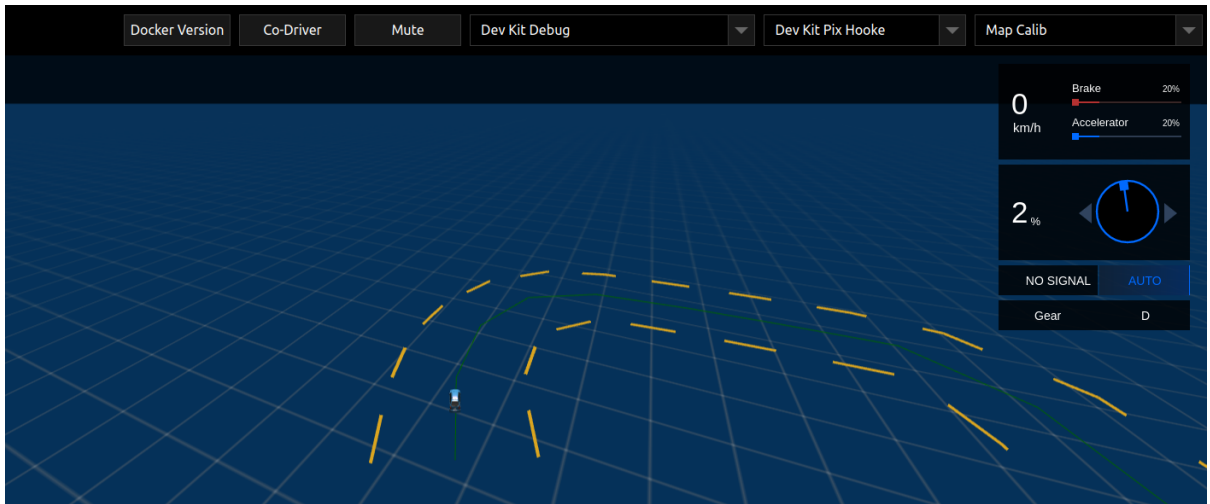 Docker Version Co-Driver Mute Dev Kit Debug Dev Kit Pix Hooke Map Calib
0
km/h
Brake 20%
Accelerator 20%
2 %
NO SIGNAL AUTO
Gear D